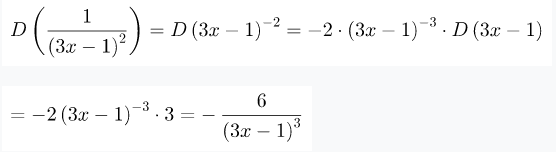 D (1/(3x − 1)²) = D (3x − 1)⁻² = −2 · (3x − 1)⁻³ · D (3x − 1)
= −2 (3x − 1)⁻³ · 3 = − 6/(3x − 1)³